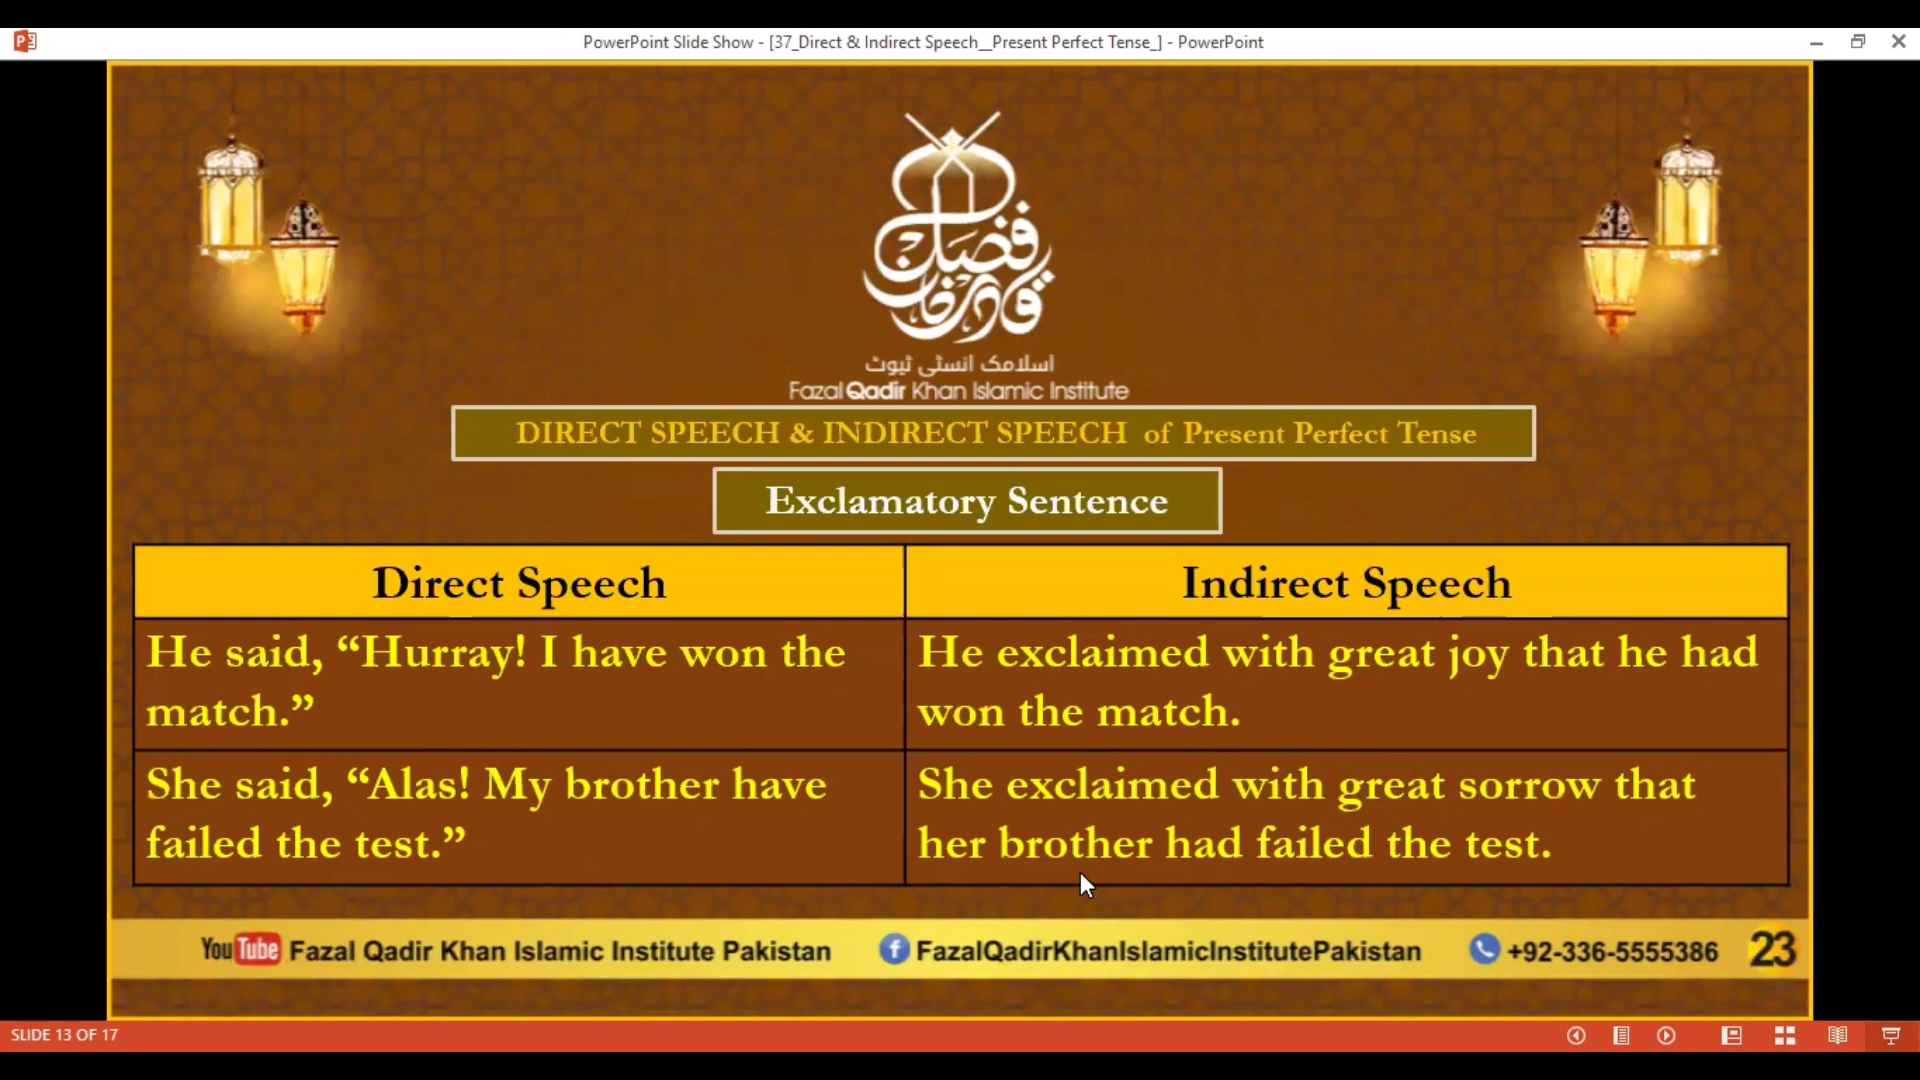 PowerPoint Slide Show - [37_Direct & Indirect Speech__Present Perfect Tense_] - PowerPoint
فضل
قادر خان
اسلامک انسٹی ٹیوٹ
Fazal Qadir Khan Islamic Institute
DIRECT SPEECH & INDIRECT SPEECH of Present Perfect Tense
Exclamatory Sentence
Direct Speech
Indirect Speech
He said, “Hurray! I have won the
match.”
He exclaimed with great joy that he had
won the match.
She said, “Alas! My brother have
failed the test.”
She exclaimed with great sorrow that
her brother had failed the test.
YouTube Fazal Qadir Khan Islamic Institute Pakistan
f FazalQadirKhanIslamicInstitutePakistan
+92-336-5555386
23
SLIDE 13 OF 17